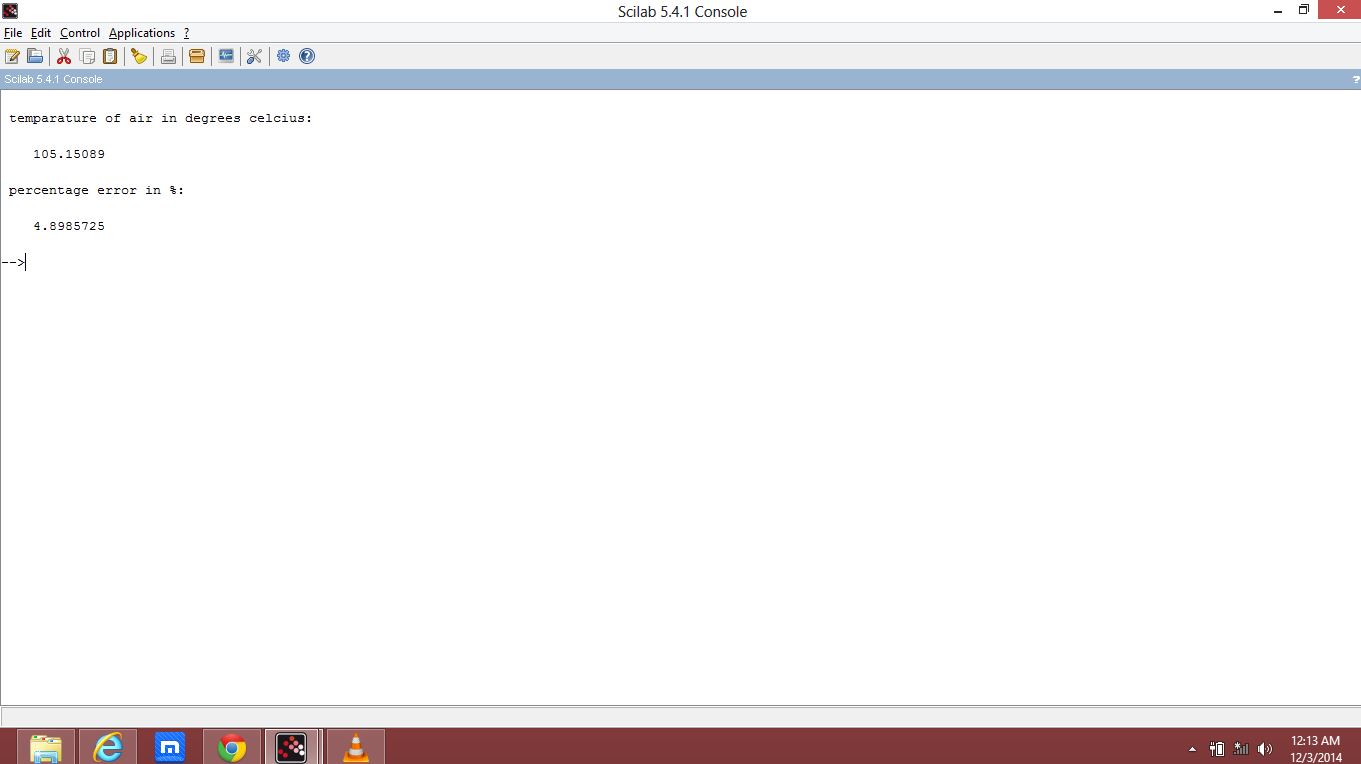 Scilab 5.4.1 Console
File Edit Control Applications ?
Scilab 5.4.1 Console ?
temparature of air in degrees celcius:
105.15089
percentage error in %:
4.8985725
-->
12:13 AM
12/3/2014